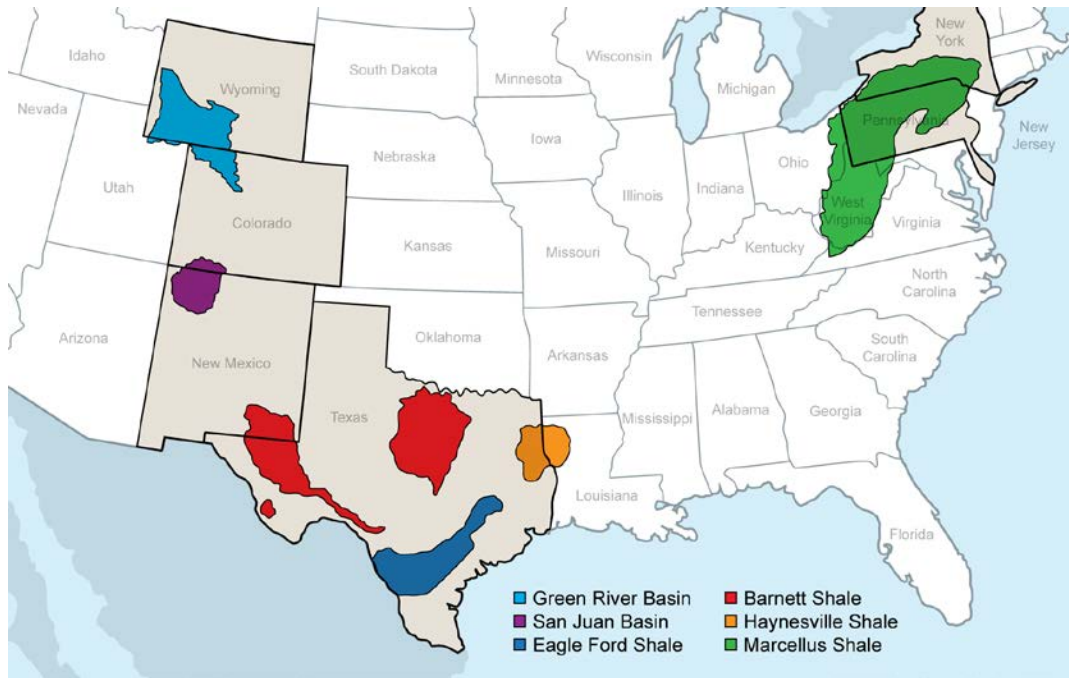 New
York
Wisconsin
Idaho
South Dakota
Minnesota
Michigan
Wyoming
Nevada
Pennsylvania
New
Jersey
Iowa
Nebraska
Ohio
Utah
Illinois
Indiana
West
Virginia
Virginia
Colorado
Kansas
Missouri
Kentucky
North
Carolina
Tennessee
Arizona
Oklahoma
Arkansas
South
Carolina
New Mexico
Texas
Mississippi
Alabama
Georgia
Louisiana
Florida
Green River Basin
San Juan Basin
Eagle Ford Shale
Barnett Shale
Haynesville Shale
Marcellus Shale